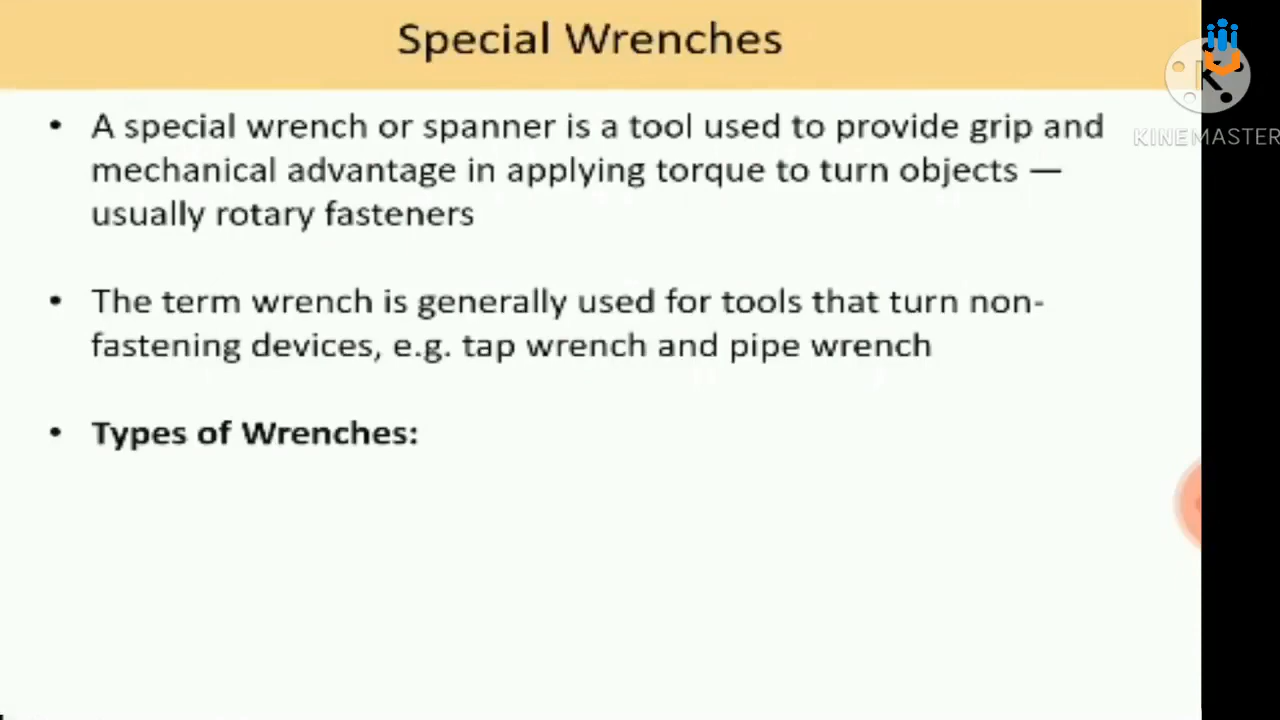 Special Wrenches
• A special wrench or spanner is a tool used to provide grip and
mechanical advantage in applying torque to turn objects —
usually rotary fasteners
• The term wrench is generally used for tools that turn non-
fastening devices, e.g. tap wrench and pipe wrench
• Types of Wrenches:
K
KINEMASTER